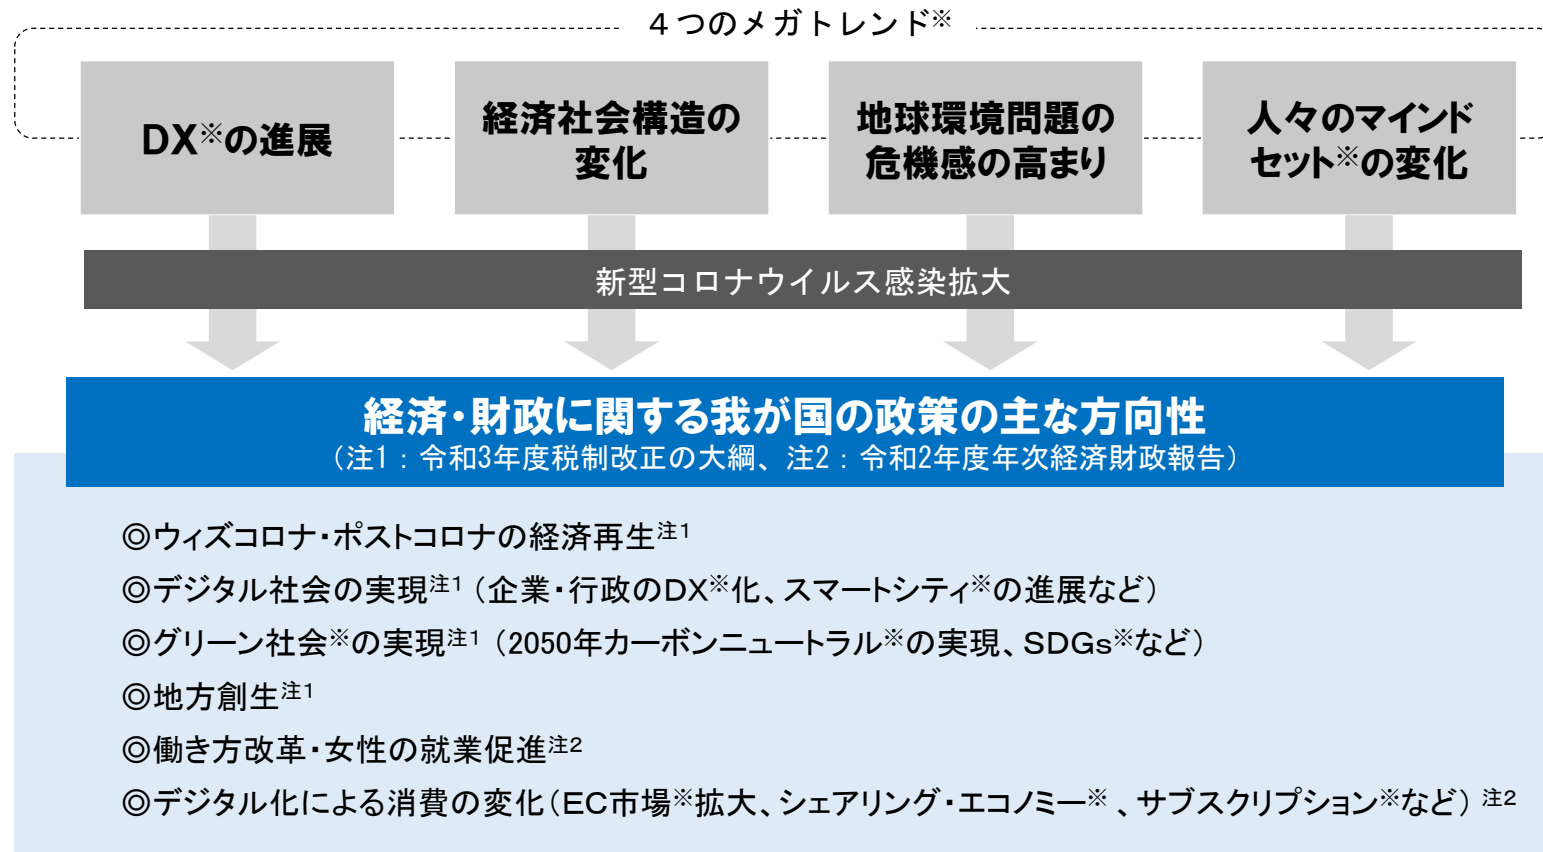 ４つのメガトレンド※
DX※の進展
経済社会構造の
変化
地球環境問題の
危機感の高まり
人々のマインド
セット※の変化
新型コロナウイルス感染拡大
経済・財政に関する我が国の政策の主な方向性
（注1：令和3年度税制改正の大綱、注2：令和2年度年次経済財政報告）
◎ウィズコロナ・ポストコロナの経済再生注1
◎デジタル社会の実現注1（企業・行政のDX※化、スマートシティ※の進展など）
◎グリーン社会※の実現注1（2050年カーボンニュートラル※の実現、SDGs※など）
◎地方創生注1
◎働き方改革・女性の就業促進注2
◎デジタル化による消費の変化（EC市場※拡大、シェアリング・エコノミー※、サブスクリプション※など）注2